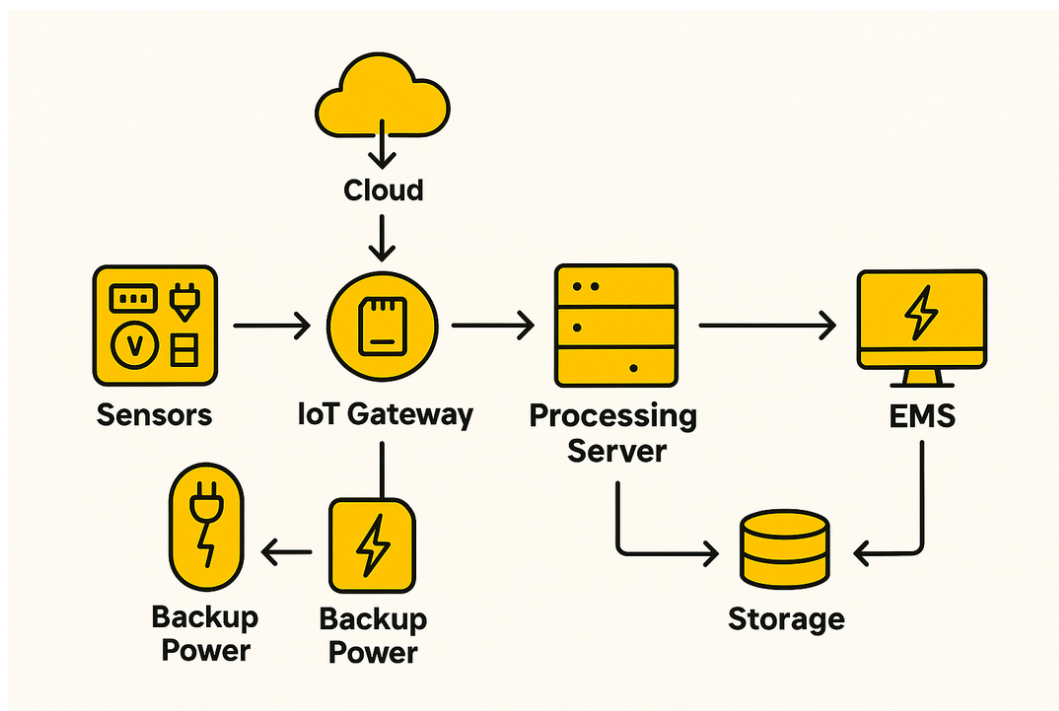 Cloud
V
Sensors
IoT Gateway
Processing
Server
EMS
Backup
Power
Backup
Power
Storage